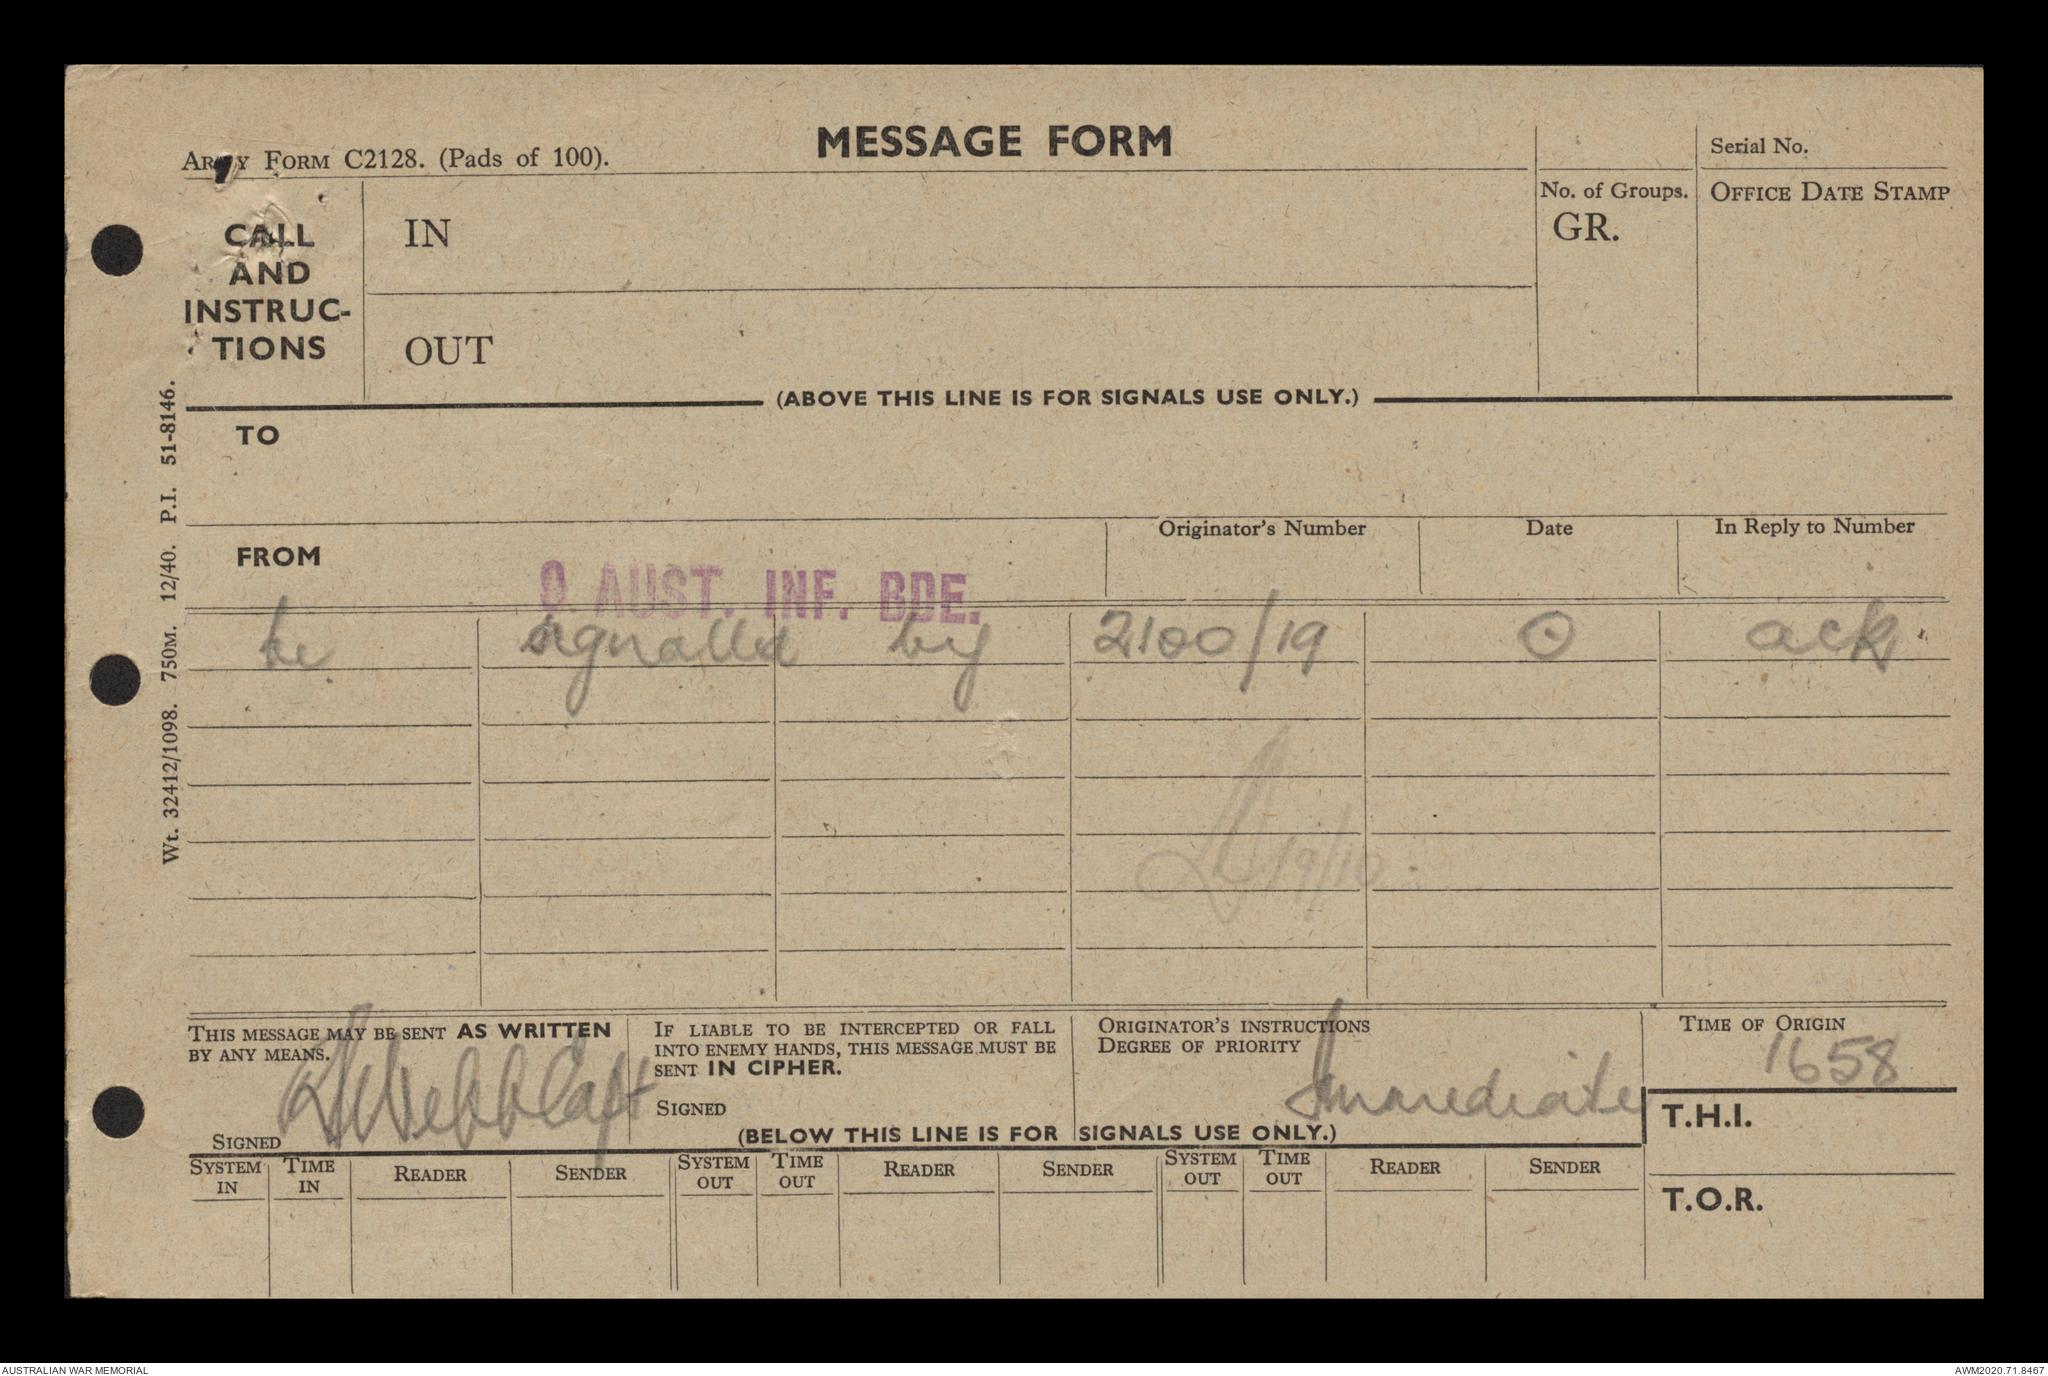 MESSAGE FORM
ARMY FORM C2128. (Pads of 100).
Serial No.
CALL AND INSTRUC-TIONS
IN
No. of Groups.
GR.
OFFICE DATE STAMP
OUT
(ABOVE THIS LINE IS FOR SIGNALS USE ONLY.)
TO
FROM
Originator's Number
Date
In Reply to Number
9 AUST. INF. BDE.
be signalled by 2100/19 ⊙ ack
19/10.
THIS MESSAGE MAY BE SENT AS WRITTEN
BY ANY MEANS.
SIGNED
Webb Capt
IF LIABLE TO BE INTERCEPTED OR FALL
INTO ENEMY HANDS, THIS MESSAGE MUST BE
SENT IN CIPHER.
SIGNED
ORIGINATOR'S INSTRUCTIONS
DEGREE OF PRIORITY
Immediate
TIME OF ORIGIN
1658
T.H.I.
(BELOW THIS LINE IS FOR SIGNALS USE ONLY.)
SYSTEM IN TIME IN READER SENDER SYSTEM OUT TIME OUT READER SENDER SYSTEM OUT TIME OUT READER SENDER
T.O.R.
Wt. 32412/1098. 750M. 12/40. P.I. 51-8146.
AUSTRALIAN WAR MEMORIAL
AWM2020.71.8467